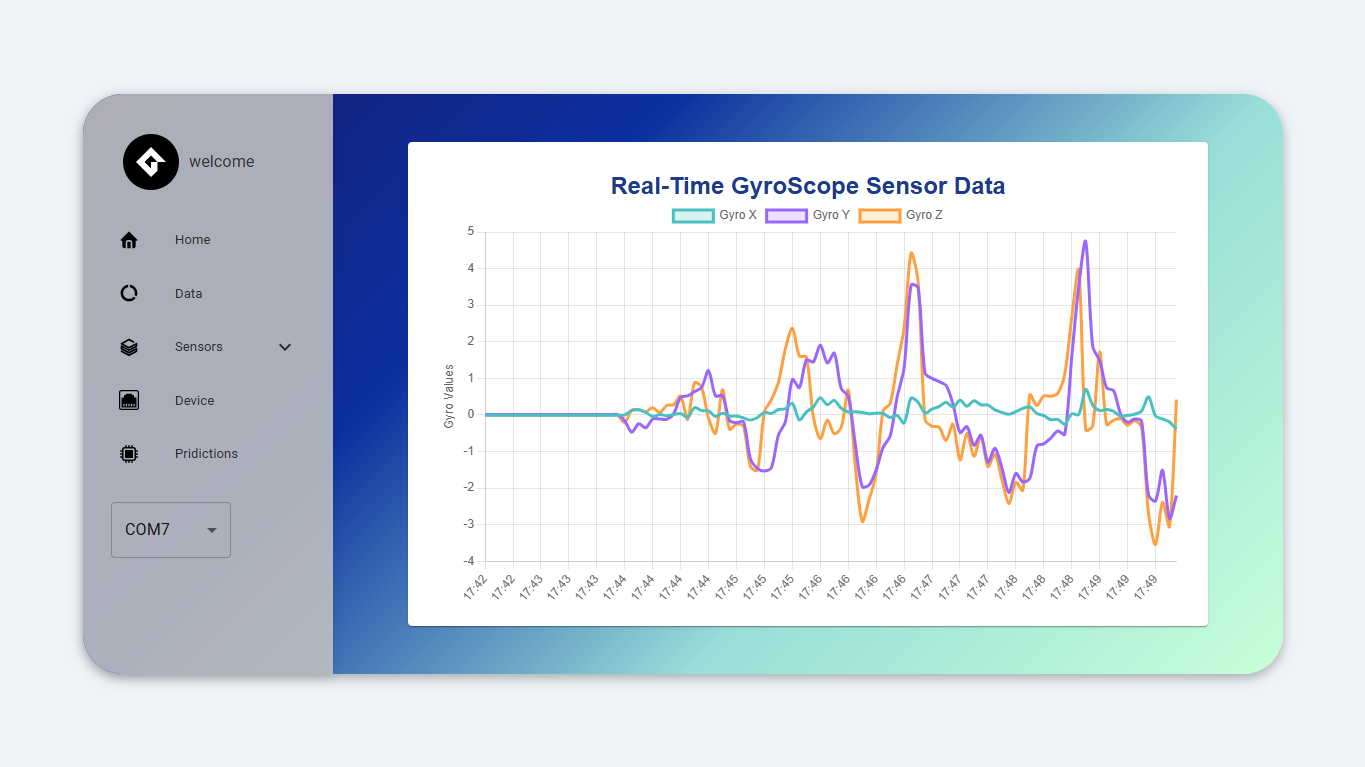 welcome
Home
Data
Sensors
Device
Pridictions
COM7
Real-Time GyroScope Sensor Data
Gyro X Gyro Y Gyro Z
Gyro Values
5
4
3
2
1
0
-1
-2
-3
-4
17:42 17:42 17:43 17:43 17:43 17:44 17:44 17:44 17:44 17:45 17:45 17:45 17:46 17:46 17:46 17:46 17:47 17:47 17:47 17:48 17:48 17:48 17:49 17:49 17:49